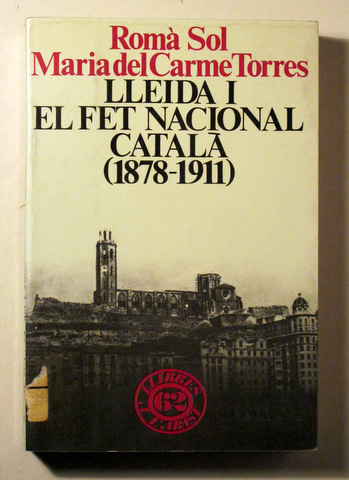 Romà Sol
Maria del Carme Torres
LLEIDA I
EL FET NACIONAL
CATALÀ
(1878-1911)
LLIBRES
62
A L'ABAST